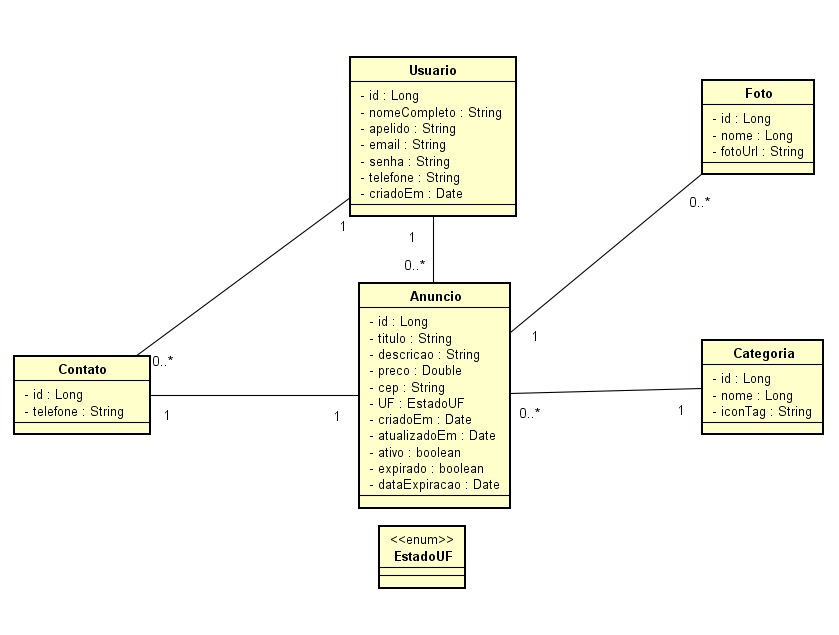 Usuario
- id : Long
- nomeCompleto : String
- apelido : String
- email : String
- senha : String
- telefone : String
- criadoEm : Date
Foto
- id : Long
- nome : Long
- fotoUrl : String
0..*
1
1
0..*
Anuncio
- id : Long
- titulo : String
- descricao : String
- preco : Double
- cep : String
- UF : EstadoUF
- criadoEm : Date
- atualizadoEm : Date
- ativo : boolean
- expirado : boolean
- dataExpiracao : Date
1
0..*
Contato
- id : Long
- telefone : String
1
1
Categoria
- id : Long
- nome : Long
- iconTag : String
0..*
1
<<enum>>
EstadoUF